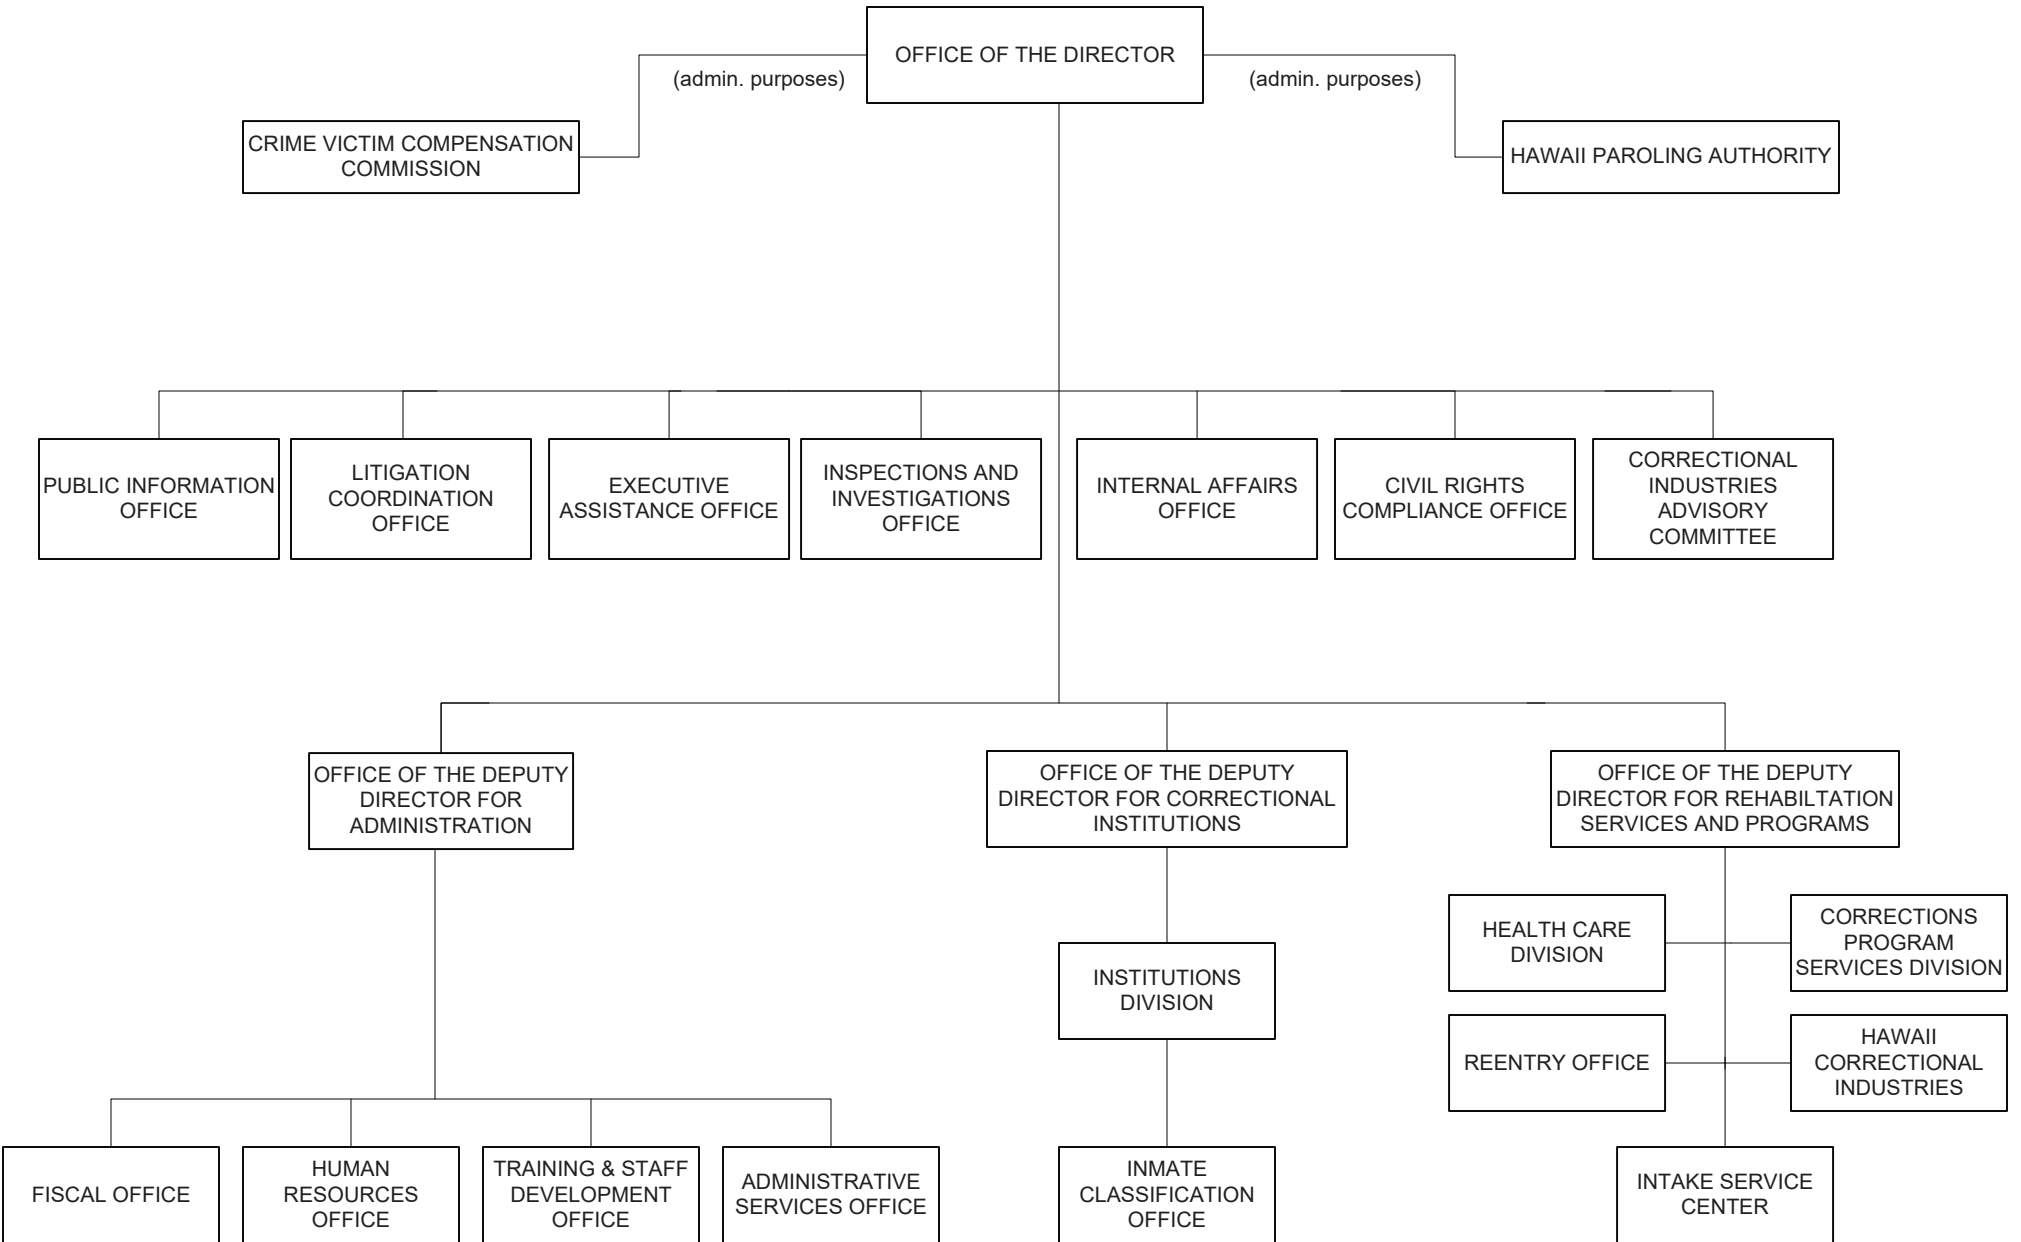 OFFICE OF THE DIRECTOR
(admin. purposes)
(admin. purposes)
CRIME VICTIM COMPENSATION
COMMISSION
HAWAII PAROLING AUTHORITY
PUBLIC INFORMATION
OFFICE
LITIGATION
COORDINATION
OFFICE
EXECUTIVE
ASSISTANCE OFFICE
INSPECTIONS AND
INVESTIGATIONS
OFFICE
INTERNAL AFFAIRS
OFFICE
CIVIL RIGHTS
COMPLIANCE OFFICE
CORRECTIONAL
INDUSTRIES
ADVISORY
COMMITTEE
OFFICE OF THE DEPUTY
DIRECTOR FOR
ADMINISTRATION
OFFICE OF THE DEPUTY
DIRECTOR FOR CORRECTIONAL
INSTITUTIONS
OFFICE OF THE DEPUTY
DIRECTOR FOR REHABILTATION
SERVICES AND PROGRAMS
HEALTH CARE
DIVISION
CORRECTIONS
PROGRAM
SERVICES DIVISION
INSTITUTIONS
DIVISION
REENTRY OFFICE
HAWAII
CORRECTIONAL
INDUSTRIES
FISCAL OFFICE
HUMAN
RESOURCES
OFFICE
TRAINING & STAFF
DEVELOPMENT
OFFICE
ADMINISTRATIVE
SERVICES OFFICE
INMATE
CLASSIFICATION
OFFICE
INTAKE SERVICE
CENTER